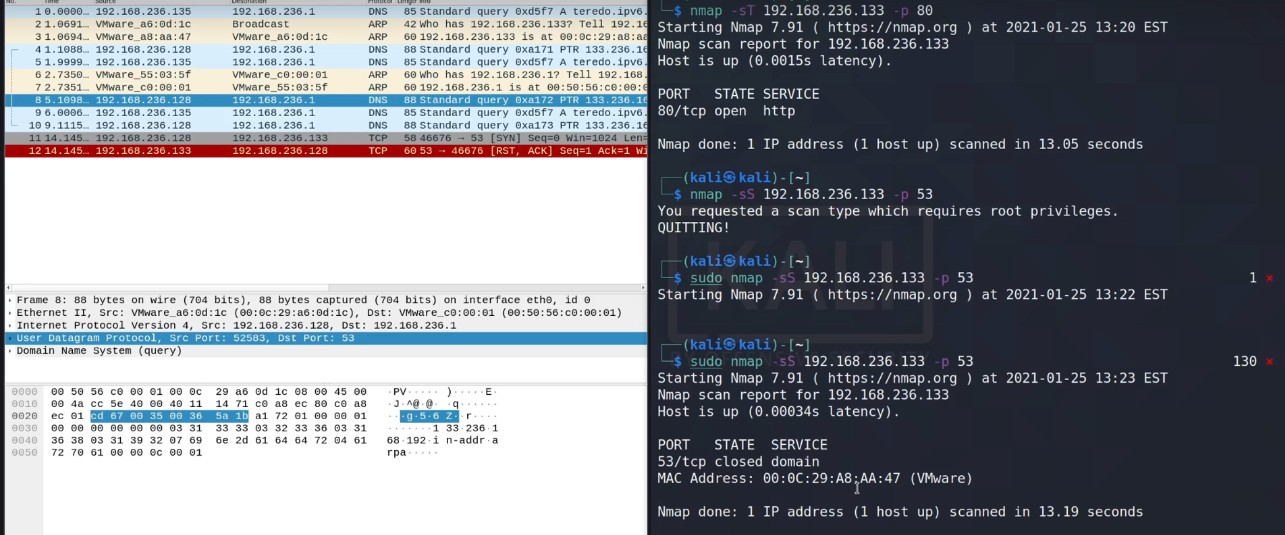 No. Time Source Destination Protocol Length Info
1 0.0000… 192.168.236.135 192.168.236.1 DNS 85 Standard query 0xd5f7 A teredo.ipv6.
2 1.0691… VMware_a6:0d:1c Broadcast ARP 42 Who has 192.168.236.133? Tell 192.16
3 1.0694… VMware_a8:aa:47 VMware_a6:0d:1c ARP 60 192.168.236.133 is at 00:0c:29:a8:aa
4 1.1088… 192.168.236.128 192.168.236.1 DNS 88 Standard query 0xa171 PTR 133.236.16
5 1.9999… 192.168.236.135 192.168.236.1 DNS 85 Standard query 0xd5f7 A teredo.ipv6.
6 2.7350… VMware_55:03:5f VMware_c0:00:01 ARP 60 Who has 192.168.236.1? Tell 192.168.
7 2.7351… VMware_c0:00:01 VMware_55:03:5f ARP 60 192.168.236.1 is at 00:50:56:c0:00:0
8 5.1098… 192.168.236.128 192.168.236.1 DNS 88 Standard query 0xa172 PTR 133.236.16
9 6.0006… 192.168.236.135 192.168.236.1 DNS 85 Standard query 0xd5f7 A teredo.ipv6.
10 9.1115… 192.168.236.128 192.168.236.1 DNS 88 Standard query 0xa173 PTR 133.236.16
11 14.145… 192.168.236.128 192.168.236.133 TCP 58 46676 → 53 [SYN] Seq=0 Win=1024 Len=
12 14.145… 192.168.236.133 192.168.236.128 TCP 60 53 → 46676 [RST, ACK] Seq=1 Ack=1 Wi
Frame 8: 88 bytes on wire (704 bits), 88 bytes captured (704 bits) on interface eth0, id 0
Ethernet II, Src: VMware_a6:0d:1c (00:0c:29:a6:0d:1c), Dst: VMware_c0:00:01 (00:50:56:c0:00:01)
Internet Protocol Version 4, Src: 192.168.236.128, Dst: 192.168.236.1
User Datagram Protocol, Src Port: 52583, Dst Port: 53
Domain Name System (query)
0000 00 50 56 c0 00 01 00 0c 29 a6 0d 1c 08 00 45 00 ·PV····· )·····E·
0010 00 4a cc 5e 40 00 40 11 14 71 c0 a8 ec 80 c0 a8 ·J·^@·@· ·q······
0020 ec 01 cd 67 00 35 00 36 5a 1b a1 72 01 00 00 01 ···g·5·6 Z··r····
0030 00 00 00 00 00 00 03 31 33 33 03 32 33 36 03 31 ·······1 33·236·1
0040 36 38 03 31 39 32 07 69 6e 2d 61 64 64 72 04 61 68·192·i n-addr·a
0050 72 70 61 00 00 0c 00 01 rpa·····
$ nmap -sT 192.168.236.133 -p 80
Starting Nmap 7.91 ( https://nmap.org ) at 2021-01-25 13:20 EST
Nmap scan report for 192.168.236.133
Host is up (0.0015s latency).
PORT STATE SERVICE
80/tcp open http
Nmap done: 1 IP address (1 host up) scanned in 13.05 seconds
(kali㉿kali)-[~]
$ nmap -sS 192.168.236.133 -p 53
You requested a scan type which requires root privileges.
QUITTING!
(kali㉿kali)-[~]
$ sudo nmap -sS 192.168.236.133 -p 53 1 ⨯
Starting Nmap 7.91 ( https://nmap.org ) at 2021-01-25 13:22 EST
(kali㉿kali)-[~]
$ sudo nmap -sS 192.168.236.133 -p 53 130 ⨯
Starting Nmap 7.91 ( https://nmap.org ) at 2021-01-25 13:23 EST
Nmap scan report for 192.168.236.133
Host is up (0.00034s latency).
PORT STATE SERVICE
53/tcp closed domain
MAC Address: 00:0C:29:A8:AA:47 (VMware)
Nmap done: 1 IP address (1 host up) scanned in 13.19 seconds